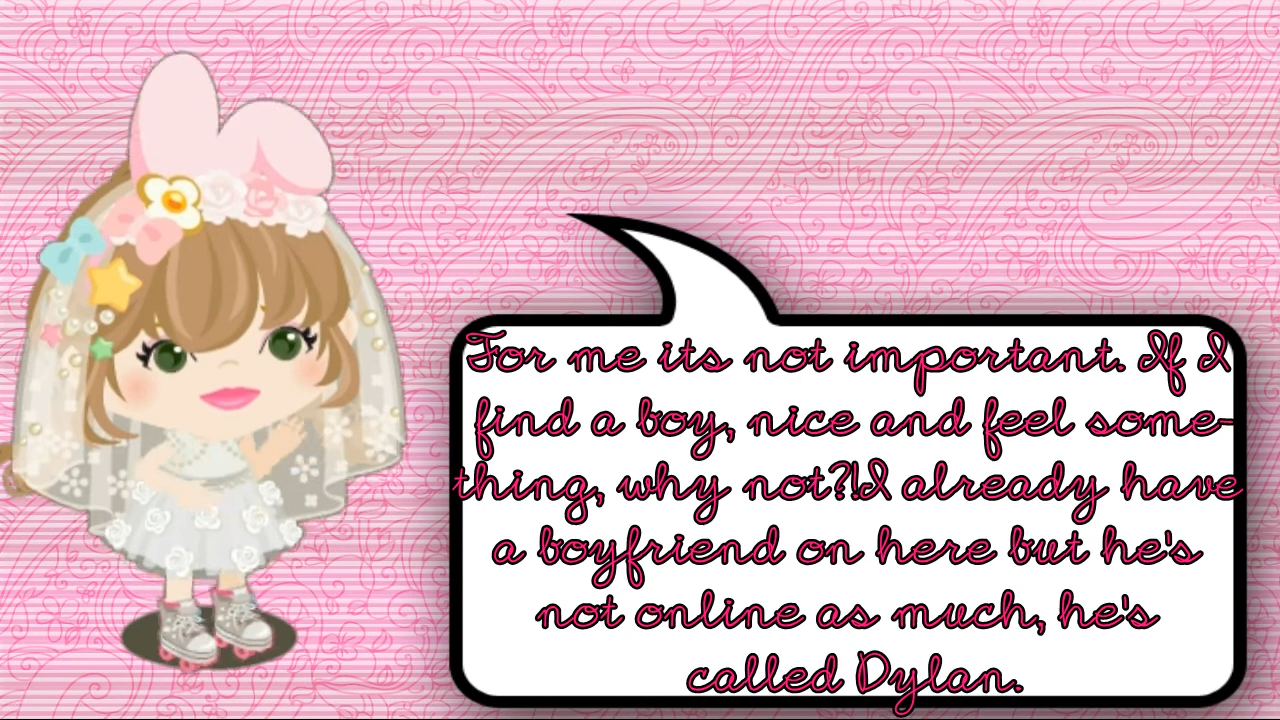 For me its not important. If I
find a boy, nice and feel some-
thing, why not?!I already have
a boyfriend on here but he's
not online as much, he's
called Dylan.